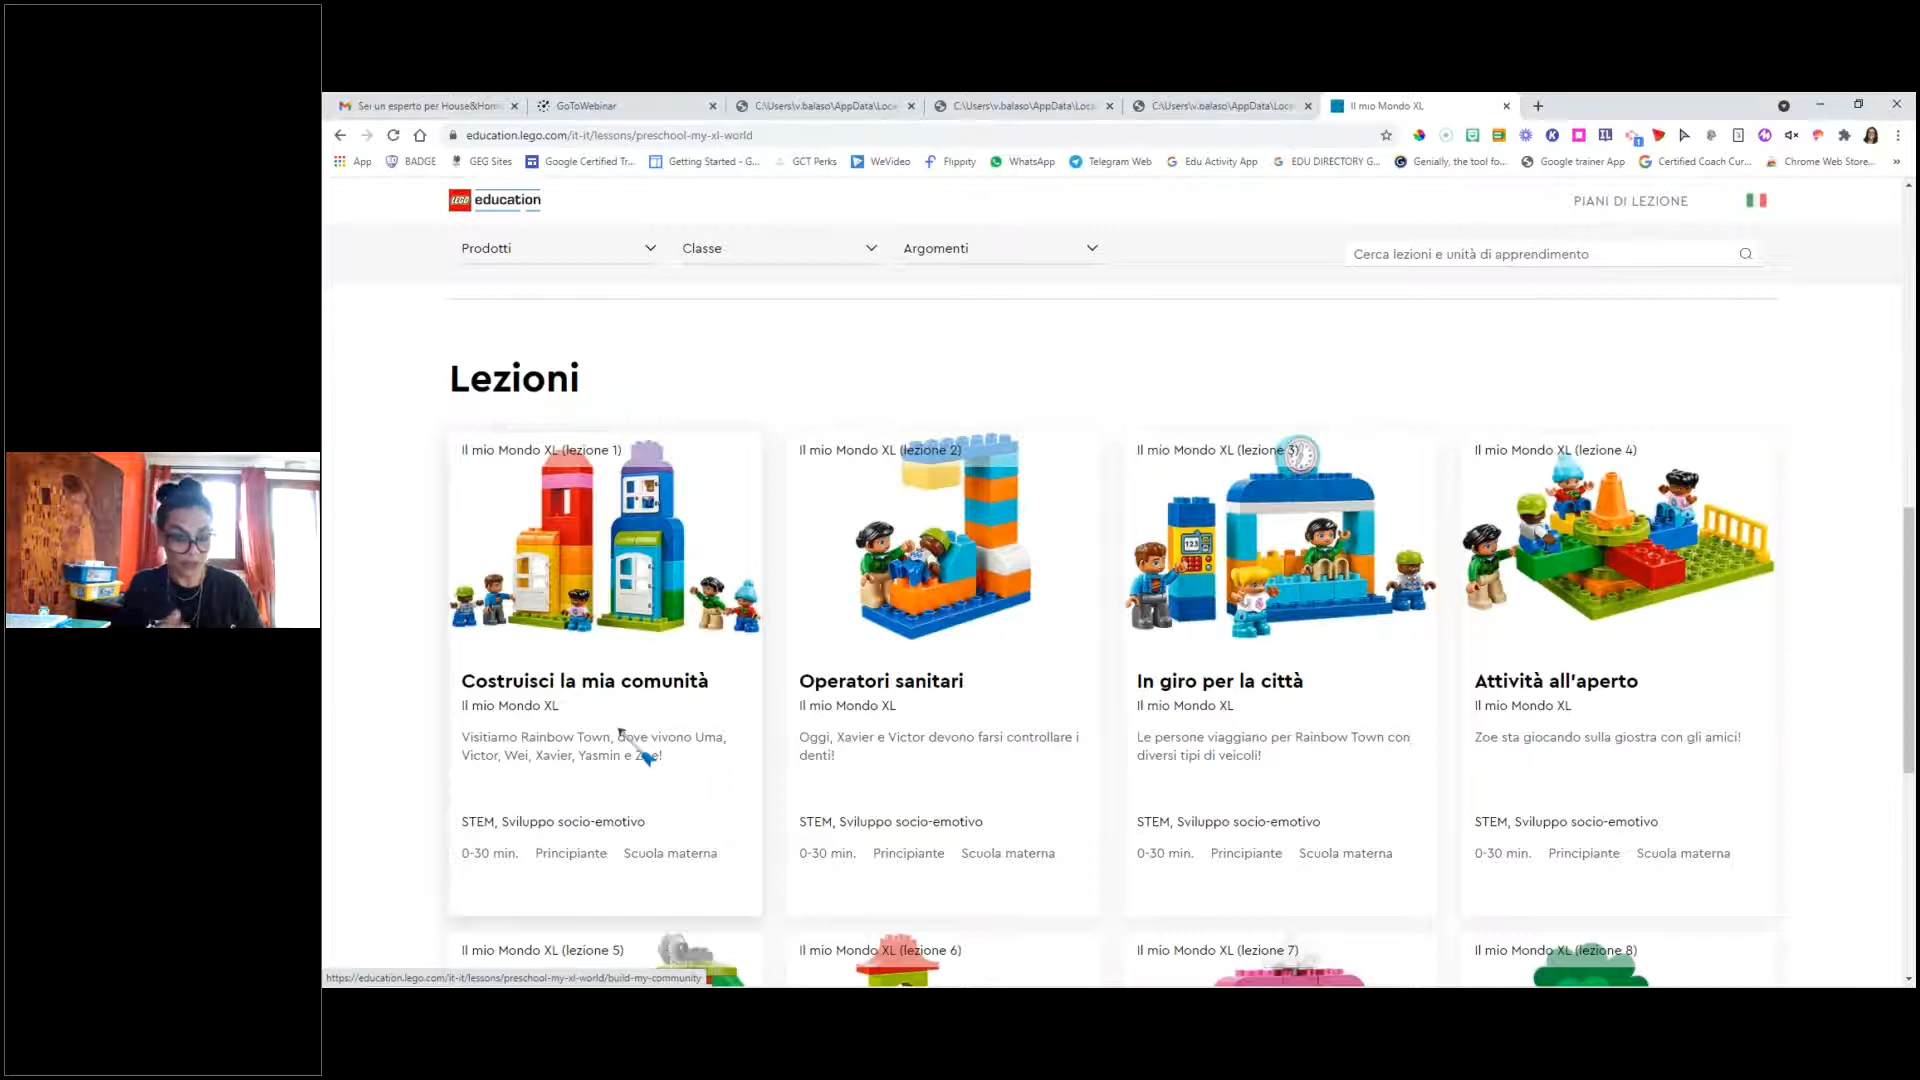 Sei un esperto per House&Hom
GoToWebinar
C:\Users\v.balaso\AppData\Loca
C:\Users\v.balaso\AppData\Loca
C:\Users\v.balaso\AppData\Loca
Il mio Mondo XL
education.lego.com/it-it/lessons/preschool-my-xl-world
App
BADGE
GEG Sites
Google Certified Tr...
Getting Started - G...
GCT Perks
WeVideo
Flippity
WhatsApp
Telegram Web
Edu Activity App
EDU DIRECTORY G...
Genially, the tool fo...
Google trainer App
Certified Coach Cur...
Chrome Web Store...
LEGO education
PIANI DI LEZIONE
Prodotti
Classe
Argomenti
Cerca lezioni e unità di apprendimento
Lezioni
Il mio Mondo XL (lezione 1)
Costruisci la mia comunità
Il mio Mondo XL
Visitiamo Rainbow Town, dove vivono Uma,
Victor, Wei, Xavier, Yasmin e Zoe!
STEM, Sviluppo socio-emotivo
0-30 min. Principiante Scuola materna
Il mio Mondo XL (lezione 2)
Operatori sanitari
Il mio Mondo XL
Oggi, Xavier e Victor devono farsi controllare i
denti!
STEM, Sviluppo socio-emotivo
0-30 min. Principiante Scuola materna
Il mio Mondo XL (lezione 3)
123
In giro per la città
Il mio Mondo XL
Le persone viaggiano per Rainbow Town con
diversi tipi di veicoli!
STEM, Sviluppo socio-emotivo
0-30 min. Principiante Scuola materna
Il mio Mondo XL (lezione 4)
Attività all'aperto
Il mio Mondo XL
Zoe sta giocando sulla giostra con gli amici!
STEM, Sviluppo socio-emotivo
0-30 min. Principiante Scuola materna
Il mio Mondo XL (lezione 5)
Il mio Mondo XL (lezione 6)
Il mio Mondo XL (lezione 7)
Il mio Mondo XL (lezione 8)
https://education.lego.com/it-it/lessons/preschool-my-xl-world/build-my-community